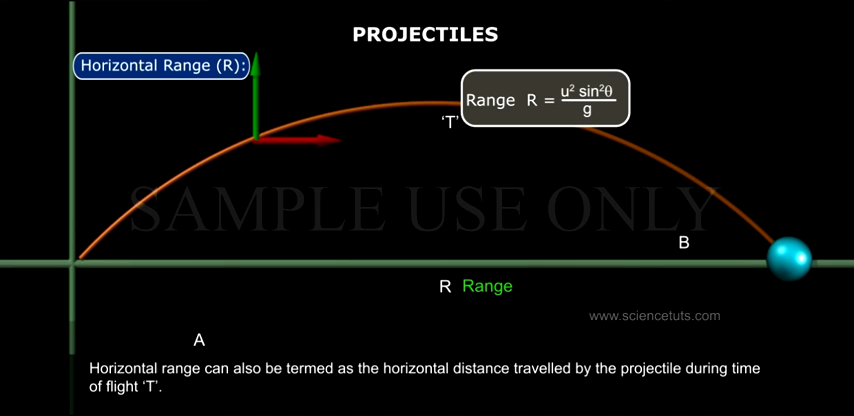 PROJECTILES
Horizontal Range (R):
Range R = u² sin²θ / g
'T'
SAMPLE USE ONLY
B
R Range
www.sciencetuts.com
A
Horizontal range can also be termed as the horizontal distance travelled by the projectile during time
of flight 'T'.